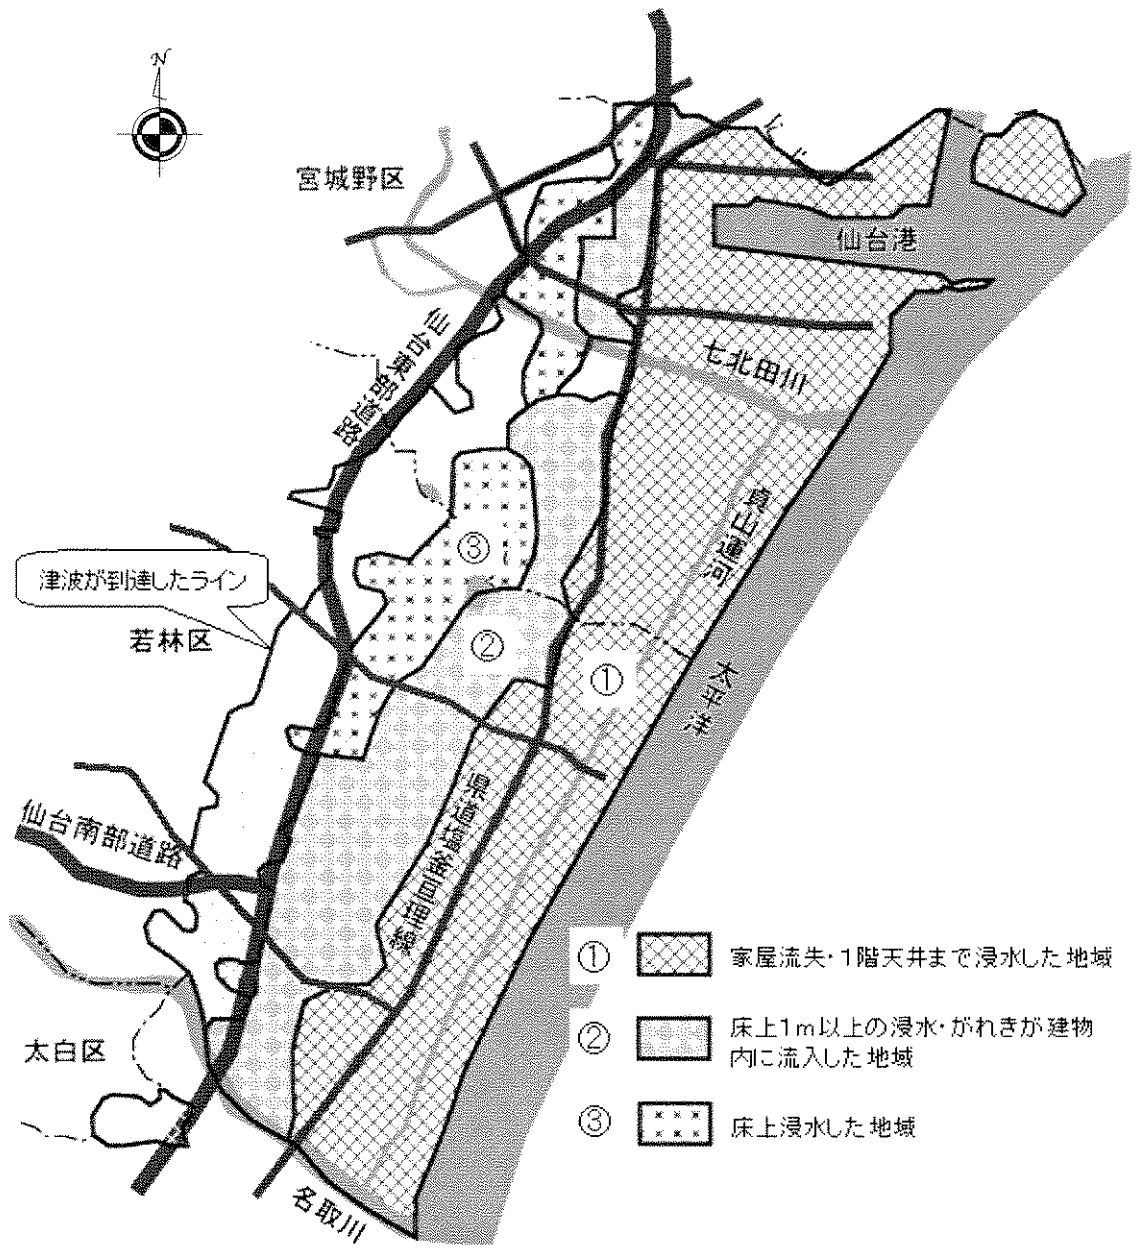 N
宮城野区
仙台港
仙台東部道路
七北田川
貞山運河
③
津波が到達したライン
若林区
②
①
太平洋
県道塩釜亘理線
仙台南部道路
① 家屋流失・1階天井まで浸水した地域
② 床上1m以上の浸水・がれきが建物
内に流入した地域
太白区
③ 床上浸水した地域
名取川